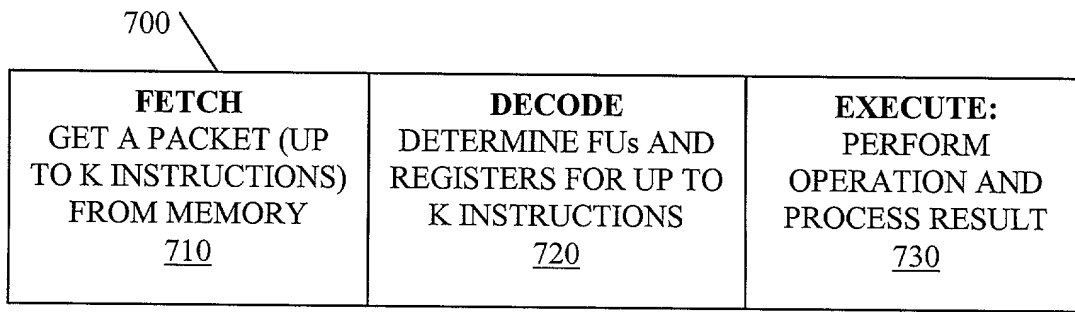 700
FETCH
GET A PACKET (UP
TO K INSTRUCTIONS)
FROM MEMORY
710
DECODE
DETERMINE FUs AND
REGISTERS FOR UP TO
K INSTRUCTIONS
720
EXECUTE:
PERFORM
OPERATION AND
PROCESS RESULT
730